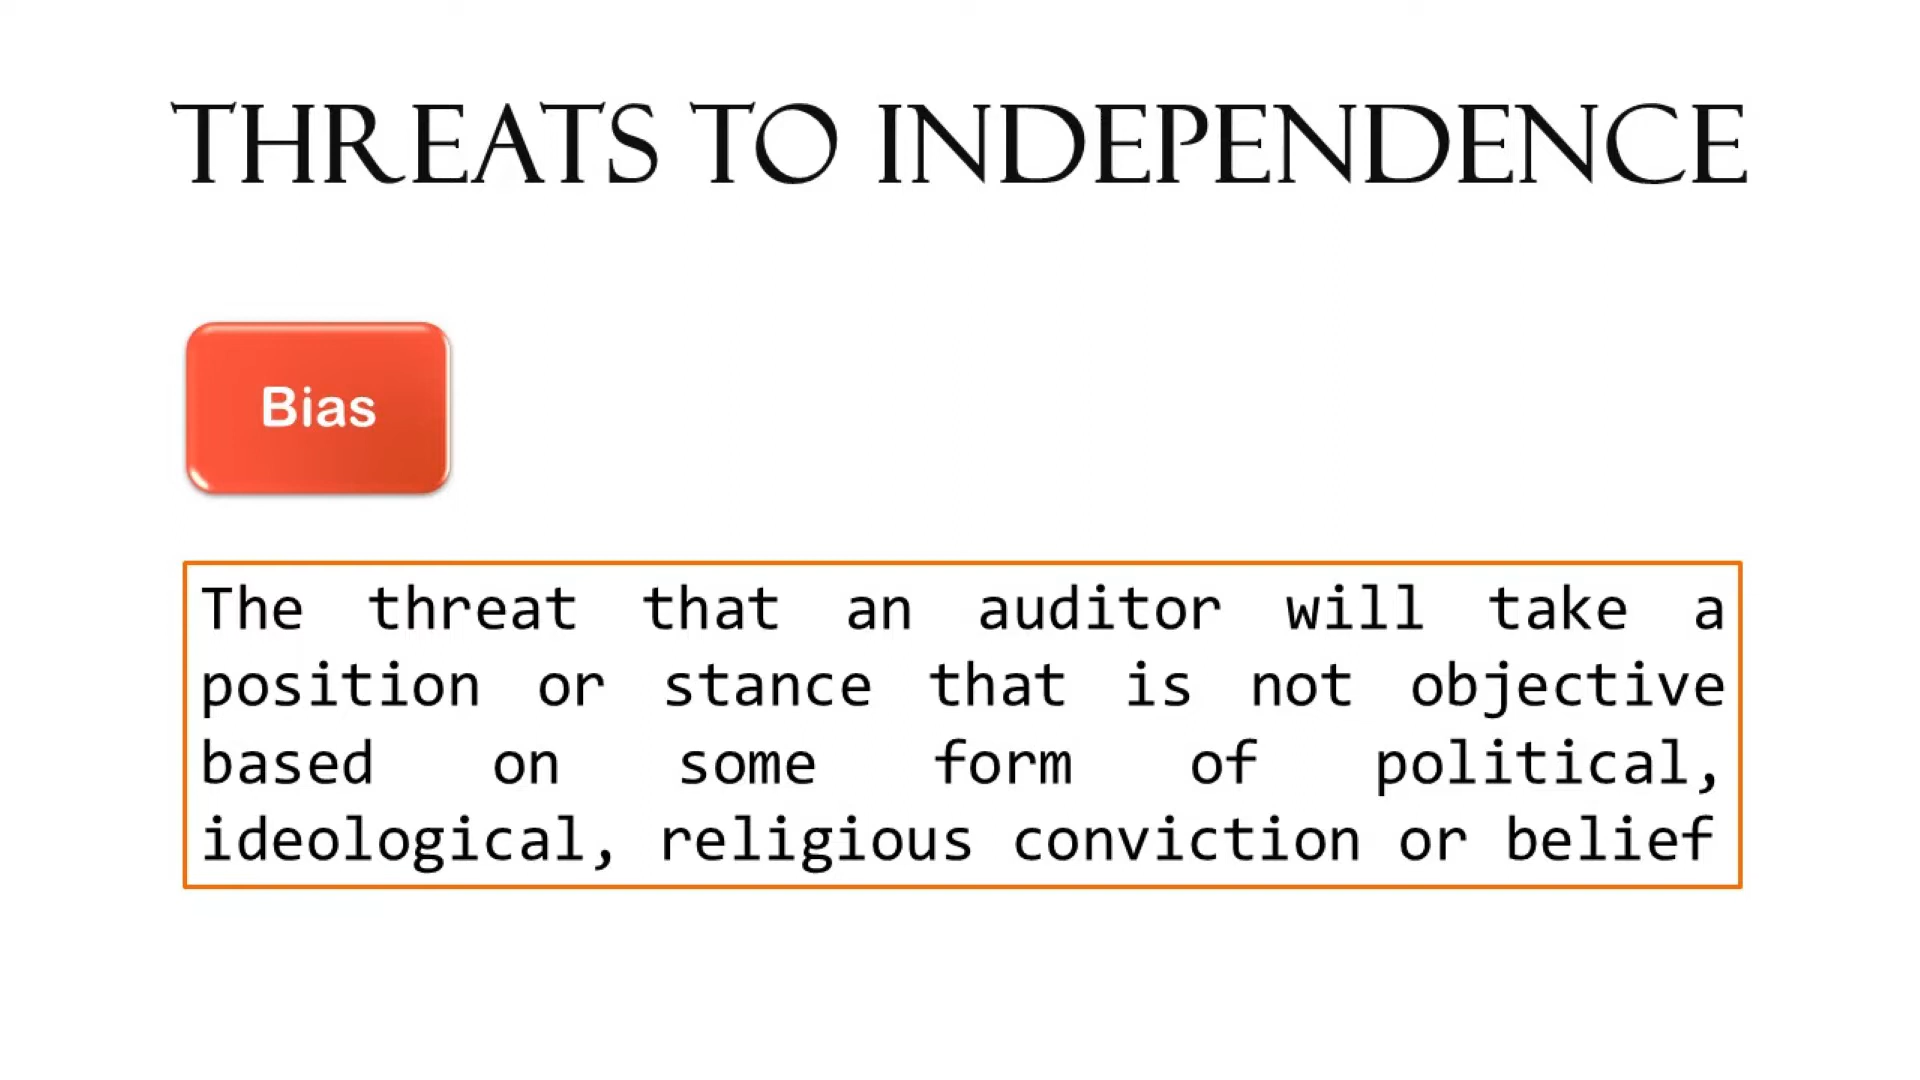 THREATS TO INDEPENDENCE
Bias
The threat that an auditor will take a
position or stance that is not objective
based on some form of political,
ideological, religious conviction or belief